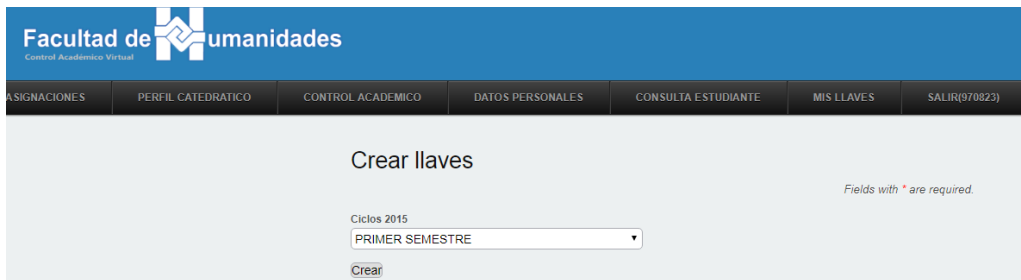 Facultad de Humanidades
Control Académico Virtual
ASIGNACIONES PERFIL CATEDRATICO CONTROL ACADEMICO DATOS PERSONALES CONSULTA ESTUDIANTE MIS LLAVES SALIR(970823)
Crear llaves
Fields with * are required.
Ciclos 2015
PRIMER SEMESTRE
Crear